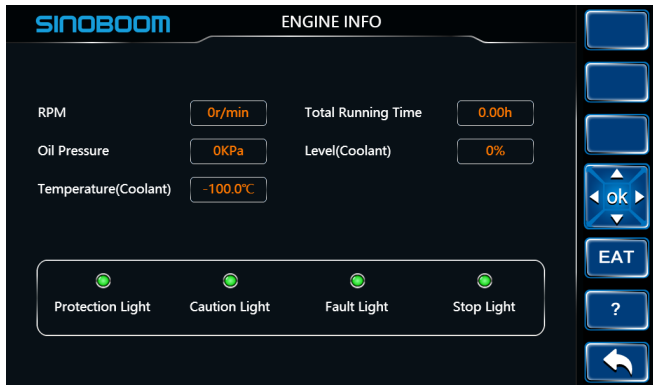 SINOBOOM
ENGINE INFO
RPM 0r/min Total Running Time 0.00h
Oil Pressure 0KPa Level(Coolant) 0%
Temperature(Coolant) -100.0℃
ok
EAT
Protection Light Caution Light Fault Light Stop Light
?